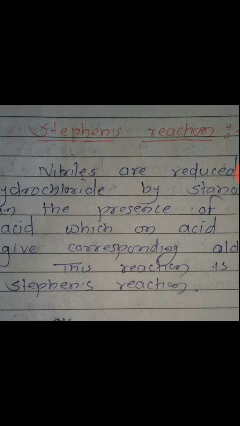 Stephen's reaction :-
Nitriles are reduced
ydrochloride by stano
in the presence of
acid which on acid
give corresponding ald
This reaction is
Stephen's reaction.